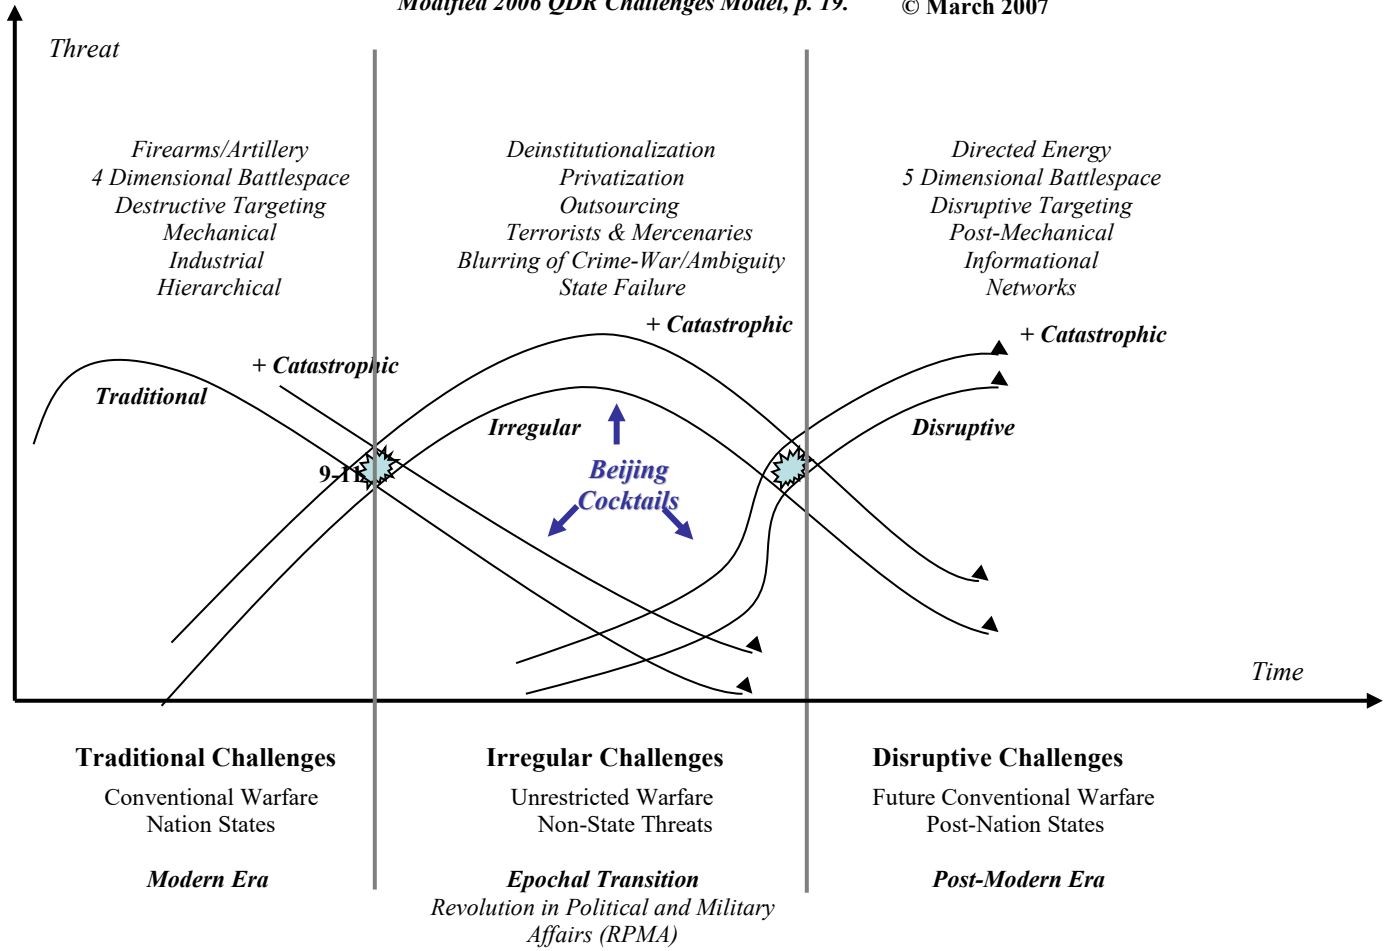 Modified 2006 QDR Challenges Model, p. 19. © March 2007
Threat
Firearms/Artillery
4 Dimensional Battlespace
Destructive Targeting
Mechanical
Industrial
Hierarchical
Deinstitutionalization
Privatization
Outsourcing
Terrorists & Mercenaries
Blurring of Crime-War/Ambiguity
State Failure
Directed Energy
5 Dimensional Battlespace
Disruptive Targeting
Post-Mechanical
Informational
Networks
+ Catastrophic
+ Catastrophic
+ Catastrophic
Traditional
Irregular
Disruptive
9-11
Beijing
Cocktails
Time
Traditional Challenges
Conventional Warfare
Nation States
Modern Era
Irregular Challenges
Unrestricted Warfare
Non-State Threats
Epochal Transition
Revolution in Political and Military
Affairs (RPMA)
Disruptive Challenges
Future Conventional Warfare
Post-Nation States
Post-Modern Era